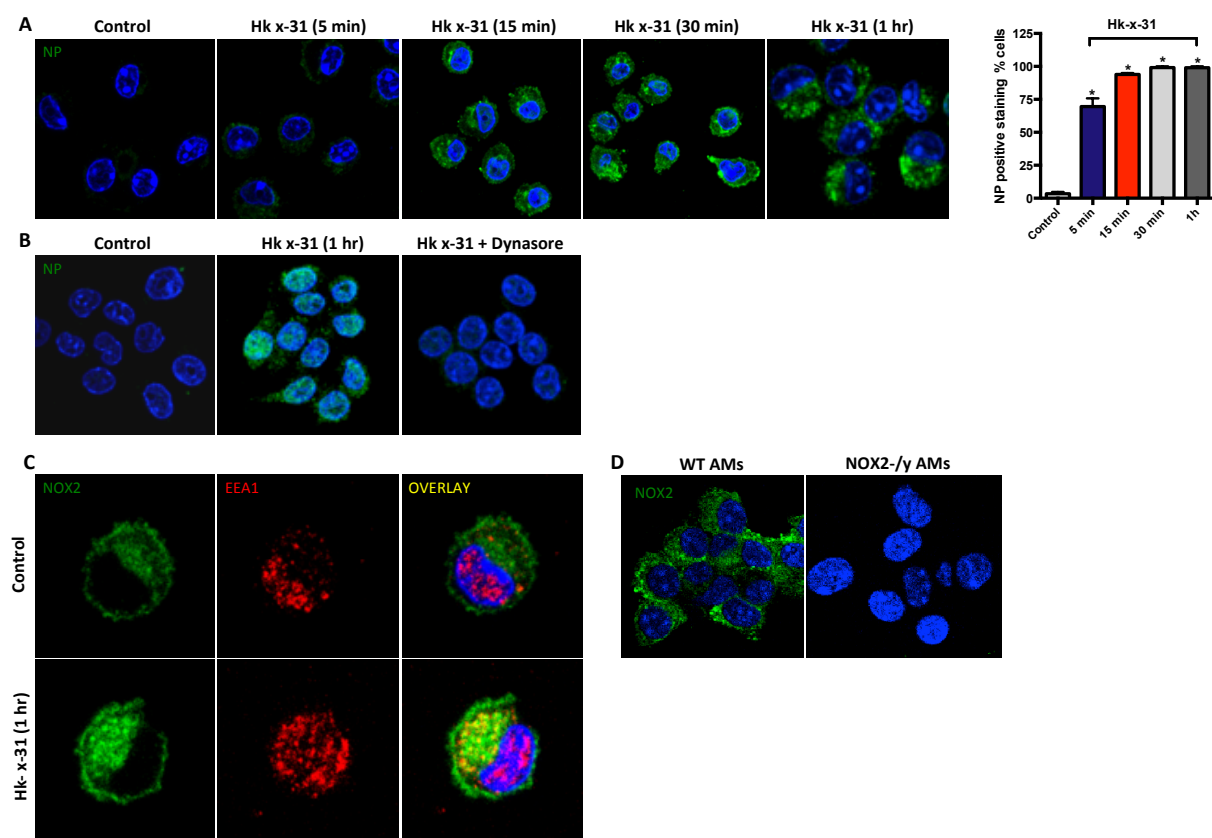 A
Control
Hk x-31 (5 min)
Hk x-31 (15 min)
Hk x-31 (30 min)
Hk x-31 (1 hr)
NP
Hk-x-31
NP positive staining % cells
125
100
75
50
25
0
* * * *
Control
5 min
15 min
30 min
1h
B
Control
Hk x-31 (1 hr)
Hk x-31 + Dynasore
NP
C
NOX2
EEA1
OVERLAY
Control
Hk- x-31 (1 hr)
D
WT AMs
NOX2-/y AMs
NOX2